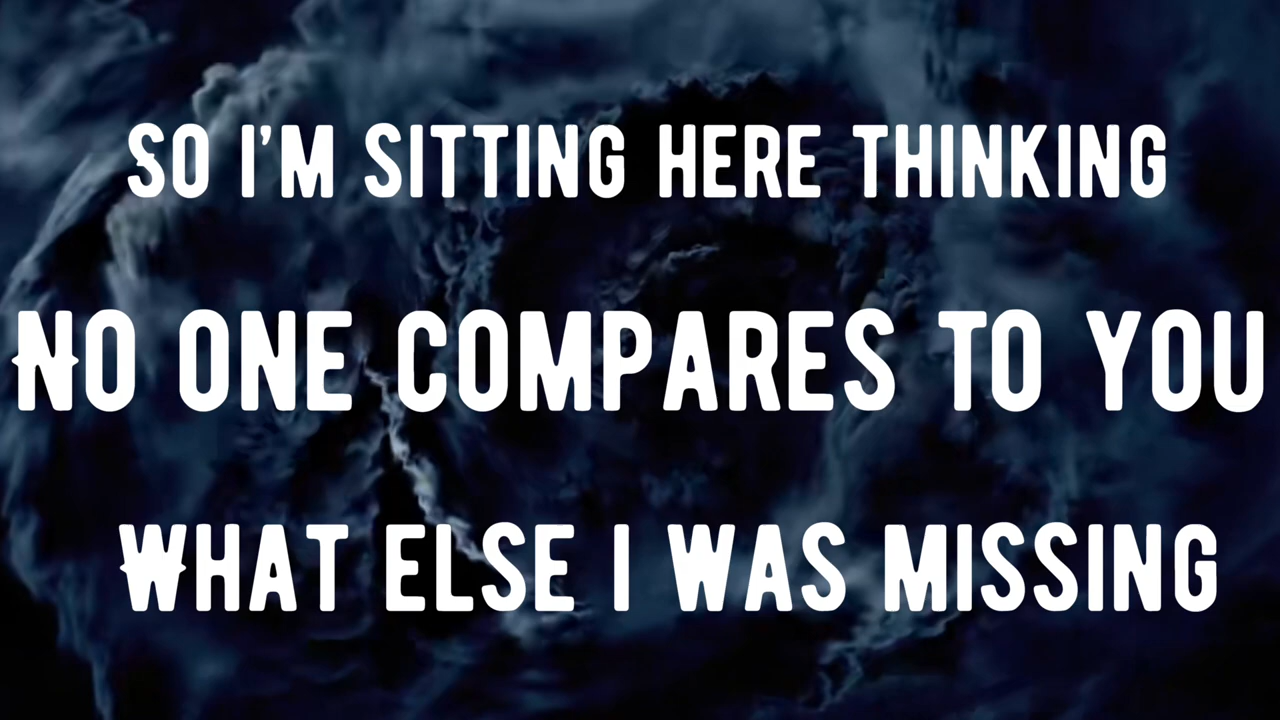 SO I'M SITTING HERE THINKING
NO ONE COMPARES TO YOU
WHAT ELSE I WAS MISSING